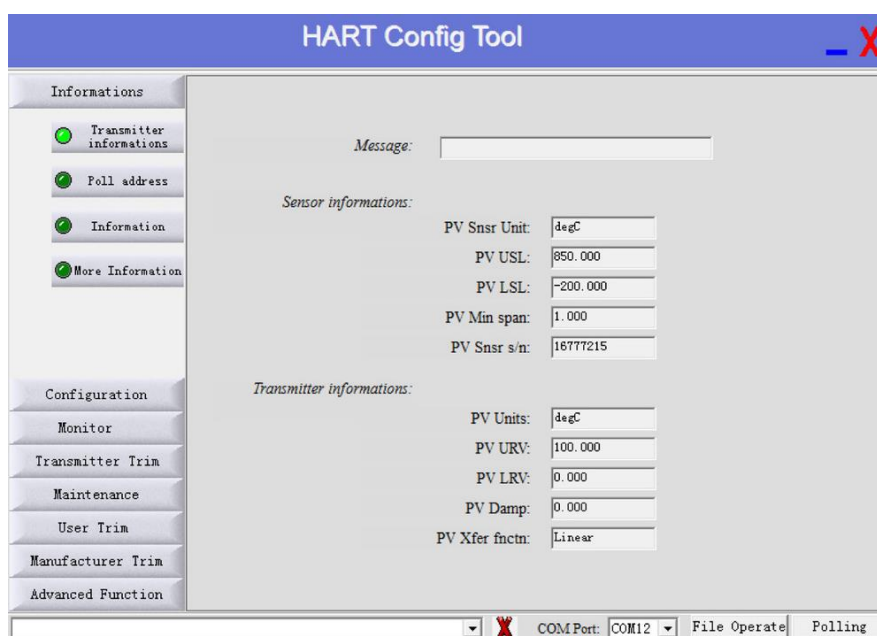 HART Config Tool
Informations
Transmitter
informations
Poll address
Information
More Information
Configuration
Monitor
Transmitter Trim
Maintenance
User Trim
Manufacturer Trim
Advanced Function
Message:
Sensor informations:
PV Snsr Unit: degC
PV USL: 850.000
PV LSL: -200.000
PV Min span: 1.000
PV Snsr s/n: 16777215
Transmitter informations:
PV Units: degC
PV URV: 100.000
PV LRV: 0.000
PV Damp: 0.000
PV Xfer fnctn: Linear
X COM Port: COM12 File Operate Polling